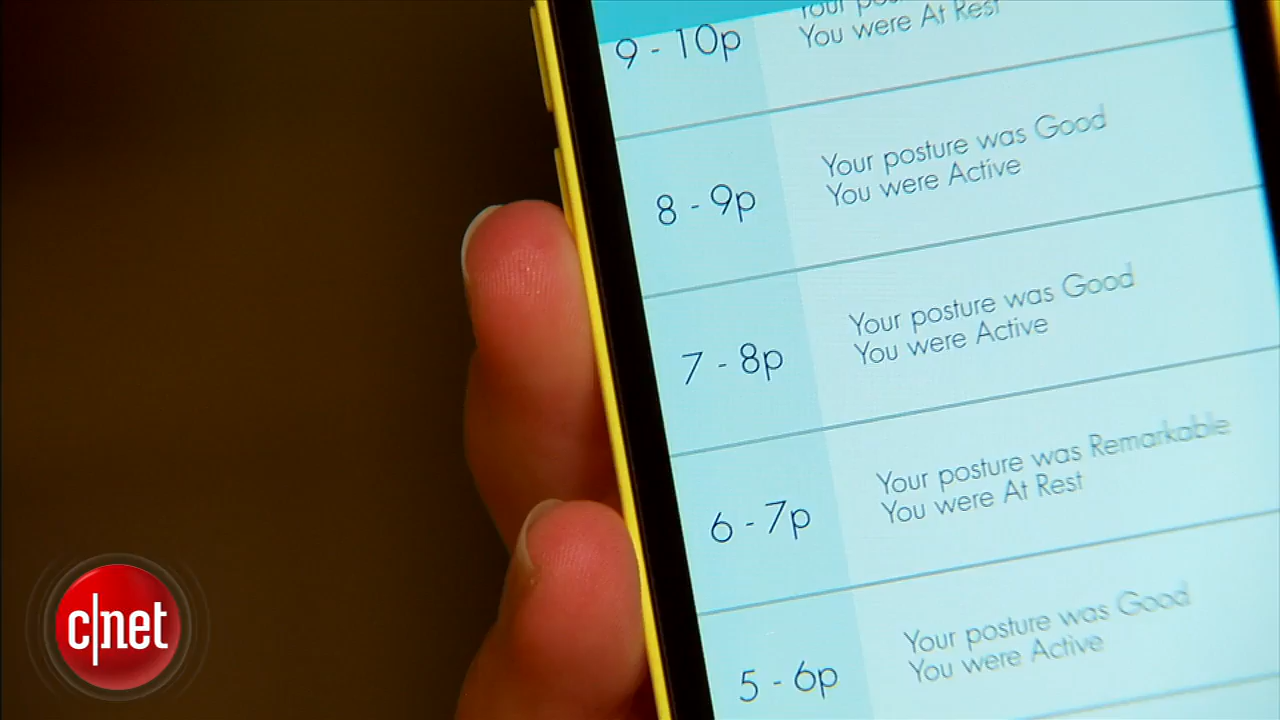 Your
You were At Rest
9 - 10p
Your posture was Good
You were Active
8 - 9p
Your posture was Good
You were Active
7 - 8p
Your posture was Remarkable
You were At Rest
6 - 7p
Your posture was Good
You were Active
5 - 6p
c|net